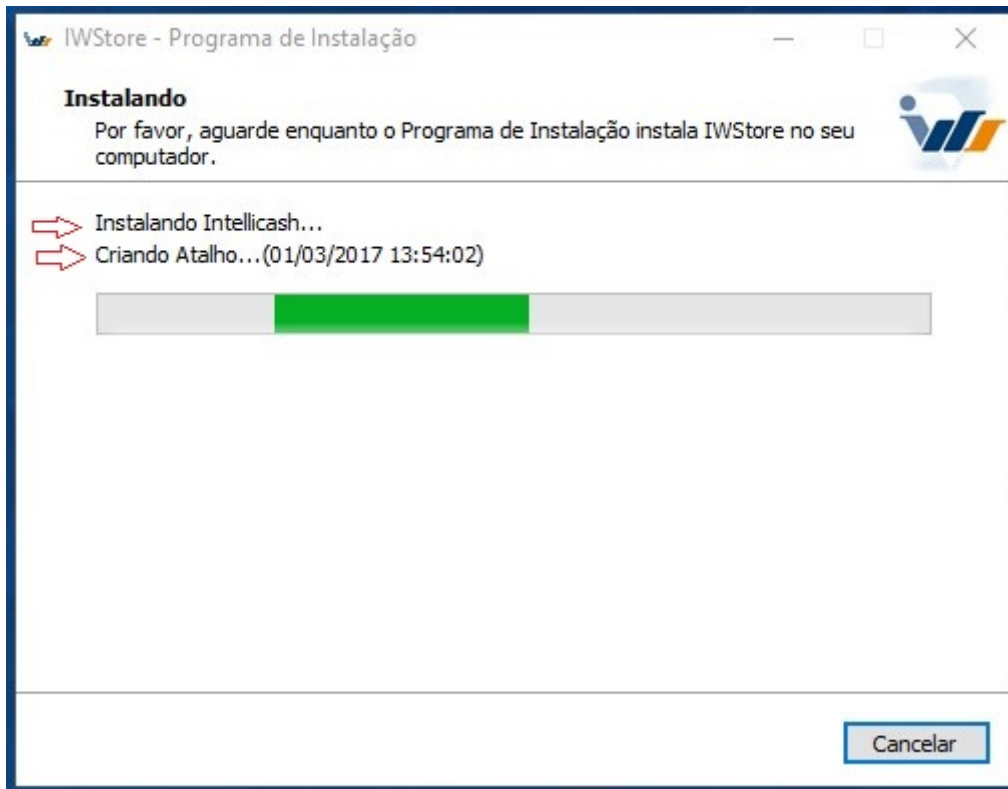 IWStore - Programa de Instalação
Instalando
Por favor, aguarde enquanto o Programa de Instalação instala IWStore no seu
computador.
iws
Instalando Intellicash...
Criando Atalho...(01/03/2017 13:54:02)
Cancelar